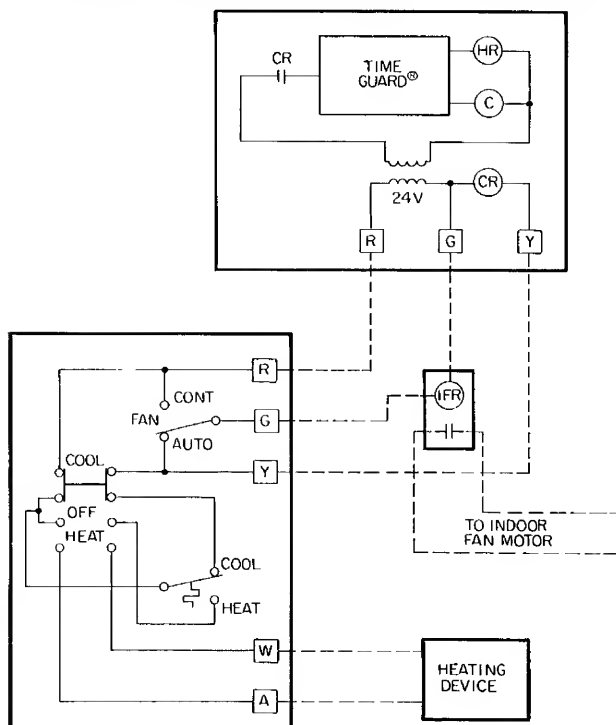 CR
TIME
GUARD®
HR
C
24V
CR
R
G
Y
R
CONT
FAN
G
AUTO
Y
IFR
COOL
OFF
HEAT
TO INDOOR
FAN MOTOR
COOL
HEAT
W
A
HEATING
DEVICE